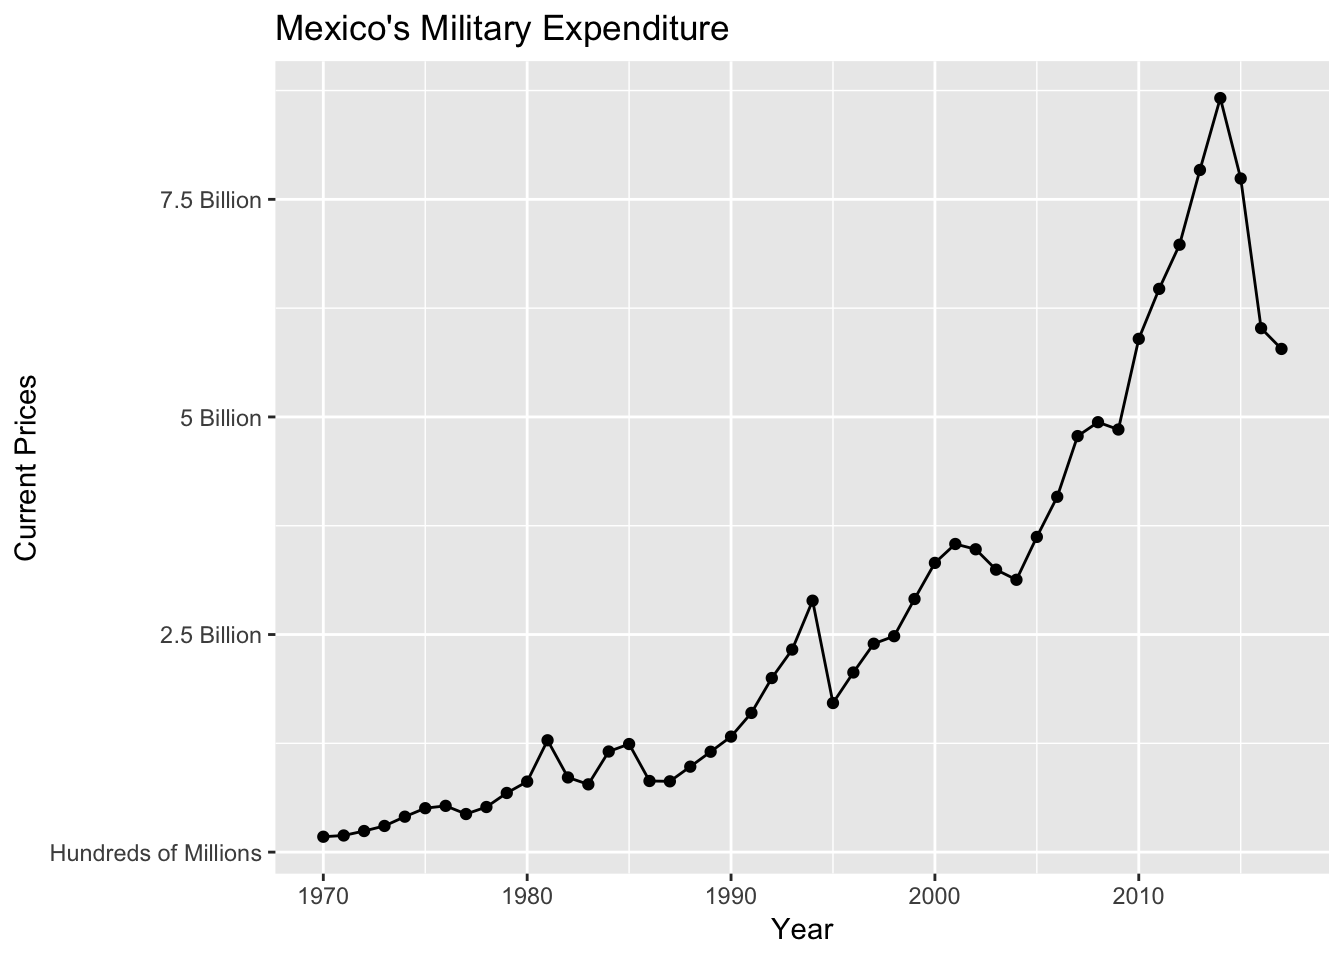 Mexico's Military Expenditure
Current Prices
7.5 Billion
5 Billion
2.5 Billion
Hundreds of Millions
1970
1980
1990
2000
2010
Year